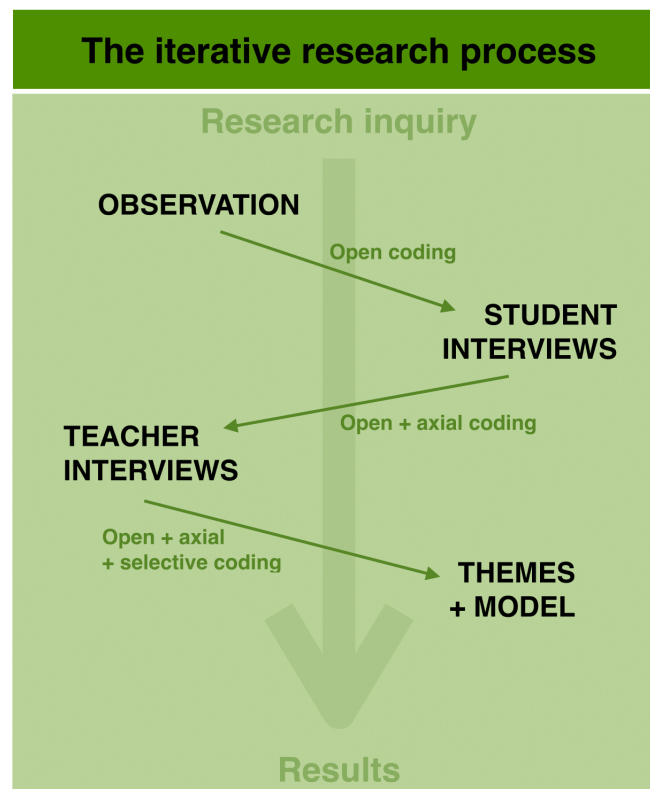 The iterative research process
Research inquiry
OBSERVATION
Open coding
STUDENT
INTERVIEWS
Open + axial coding
TEACHER
INTERVIEWS
Open + axial
+ selective coding
THEMES
+ MODEL
Results